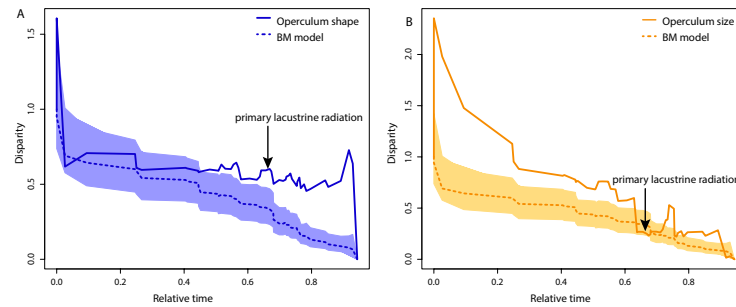 A
Operculum shape
BM model
primary lacustrine radiation
Disparity
0.0
0.5
1.0
1.5
0.0 0.2 0.4 0.6 0.8
Relative time
B
Operculum size
BM model
primary lacustrine radiation
Disparity
0.0
0.5
1.0
1.5
2.0
0.0 0.2 0.4 0.6 0.8
Relative time